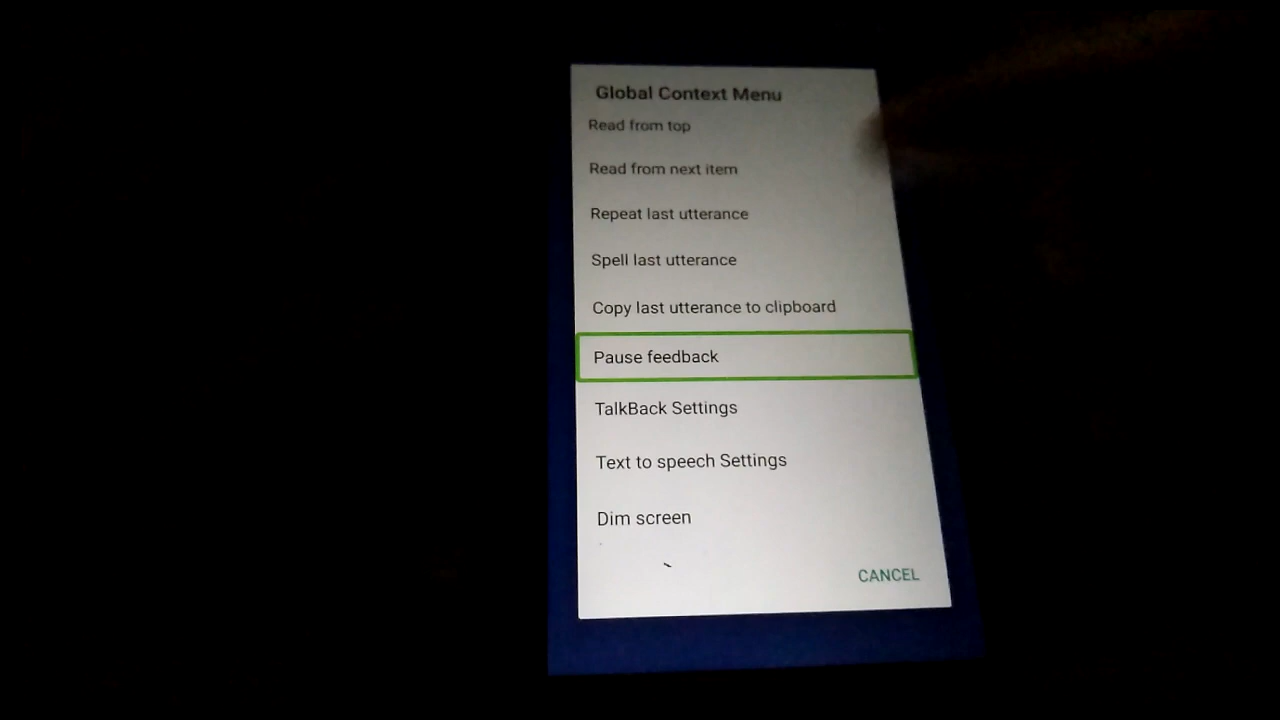 Global Context Menu
Read from top
Read from next item
Repeat last utterance
Spell last utterance
Copy last utterance to clipboard
Pause feedback
TalkBack Settings
Text to speech Settings
Dim screen
CANCEL